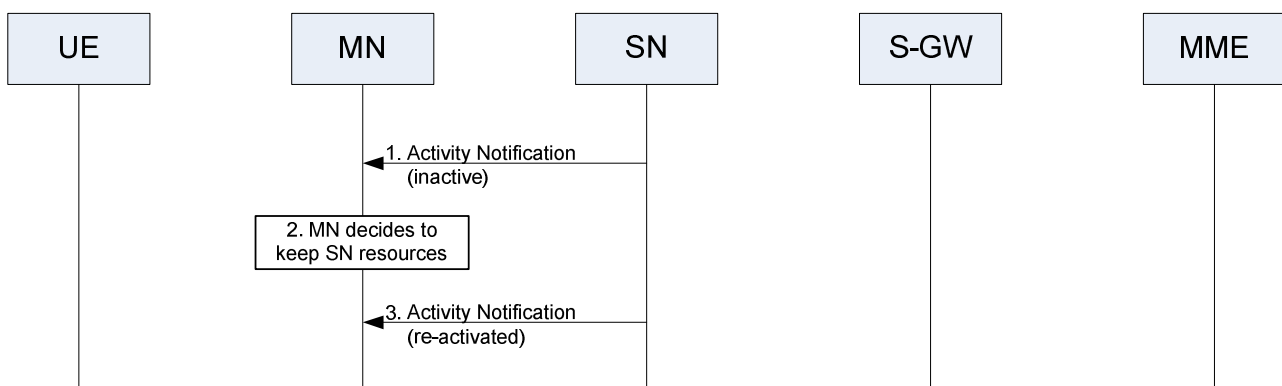 UE
MN
SN
S-GW
MME
1. Activity Notification
(inactive)
2. MN decides to
keep SN resources
3. Activity Notification
(re-activated)